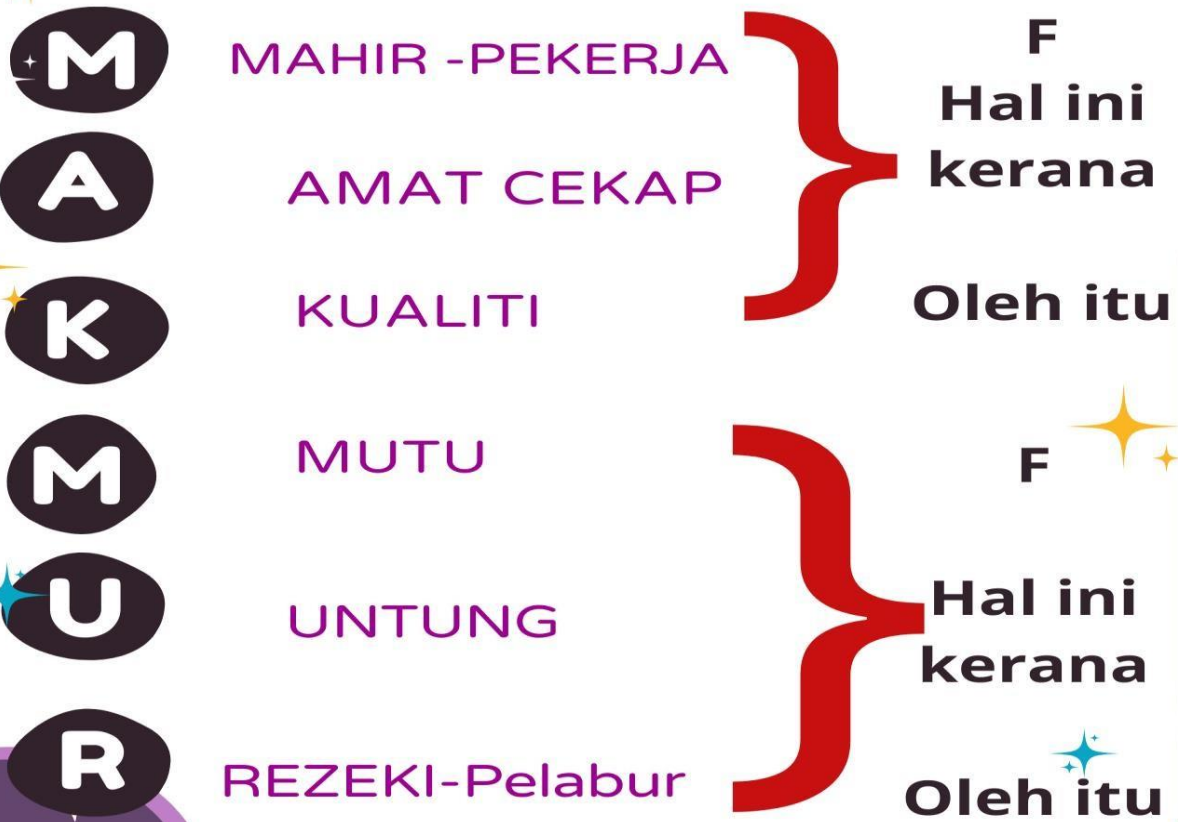 M MAHIR -PEKERJA
A AMAT CEKAP
K KUALITI
F
Hal ini
kerana
Oleh itu
M MUTU
U UNTUNG
R REZEKI-Pelabur
F
Hal ini
kerana
Oleh itu